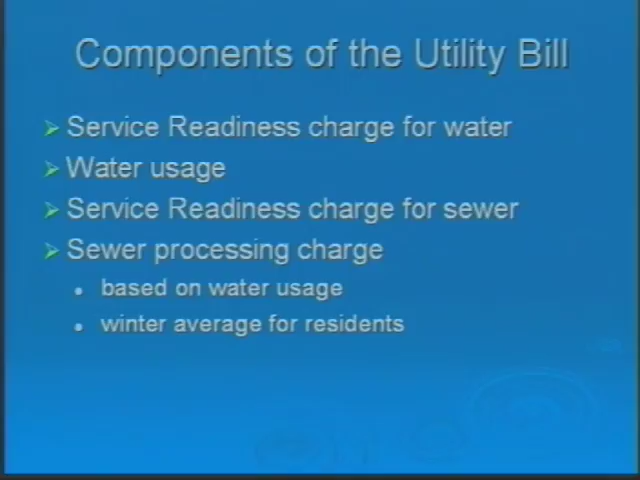 Components of the Utility Bill
Service Readiness charge for water
Water usage
Service Readiness charge for sewer
Sewer processing charge
based on water usage
winter average for residents